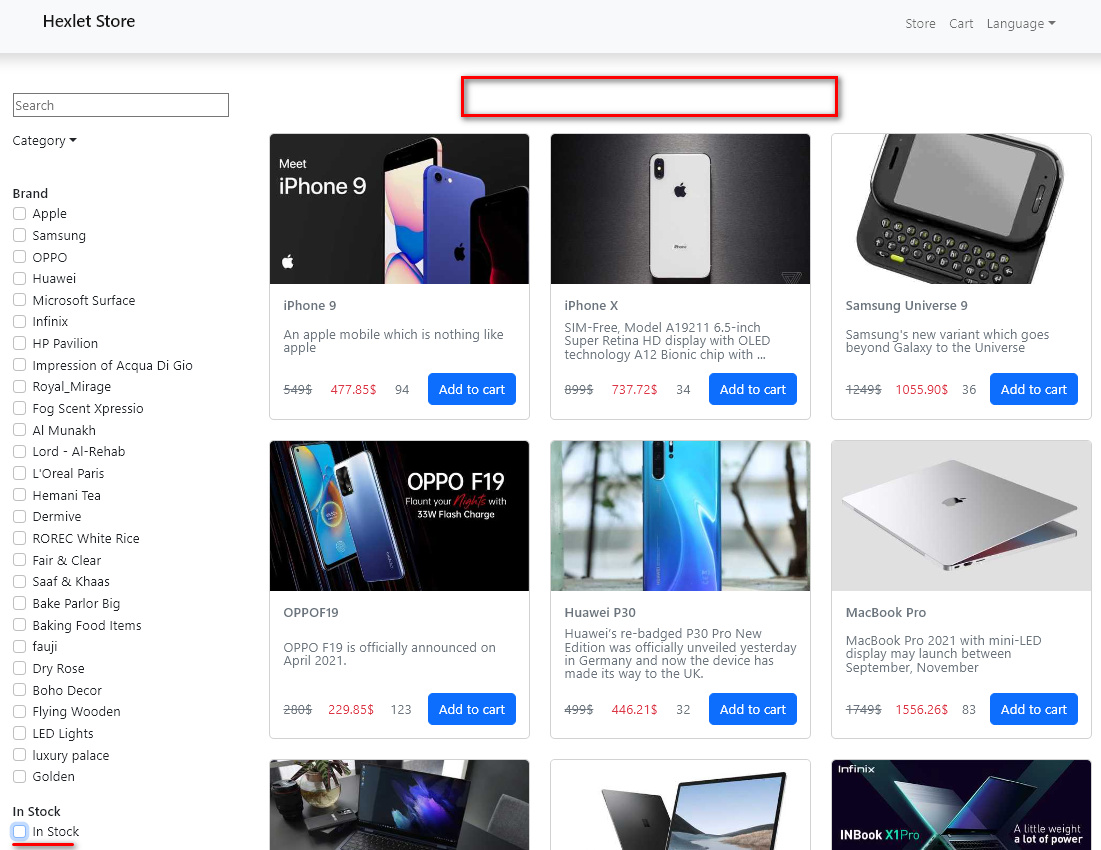 Hexlet Store
Store Cart Language
Search
Category
Brand
Apple
Samsung
OPPO
Huawei
Microsoft Surface
Infinix
HP Pavilion
Impression of Acqua Di Gio
Royal_Mirage
Fog Scent Xpressio
Al Munakh
Lord - Al-Rehab
L'Oreal Paris
Hemani Tea
Dermive
ROREC White Rice
Fair & Clear
Saaf & Khaas
Bake Parlor Big
Baking Food Items
fauji
Dry Rose
Boho Decor
Flying Wooden
LED Lights
luxury palace
Golden
In Stock
In Stock
Meet
iPhone 9
iPhone 9
An apple mobile which is nothing like
apple
549$ 477.85$ 94 Add to cart
iPhone
iPhone X
SIM-Free, Model A19211 6.5-inch
Super Retina HD display with OLED
technology A12 Bionic chip with ...
899$ 737.72$ 34 Add to cart
Samsung Universe 9
Samsung's new variant which goes
beyond Galaxy to the Universe
1249$ 1055.90$ 36 Add to cart
OPPO F19
Flaunt your Nights with
33W Flash Charge
OPPOF19
OPPO F19 is officially announced on
April 2021.
280$ 229.85$ 123 Add to cart
Huawei P30
Huawei’s re-badged P30 Pro New
Edition was officially unveiled yesterday
in Germany and now the device has
made its way to the UK.
499$ 446.21$ 32 Add to cart
MacBook Pro
MacBook Pro 2021 with mini-LED
display may launch between
September, November
1749$ 1556.26$ 83 Add to cart
Infinix
INBook X1Pro
A little weight
a lot of power